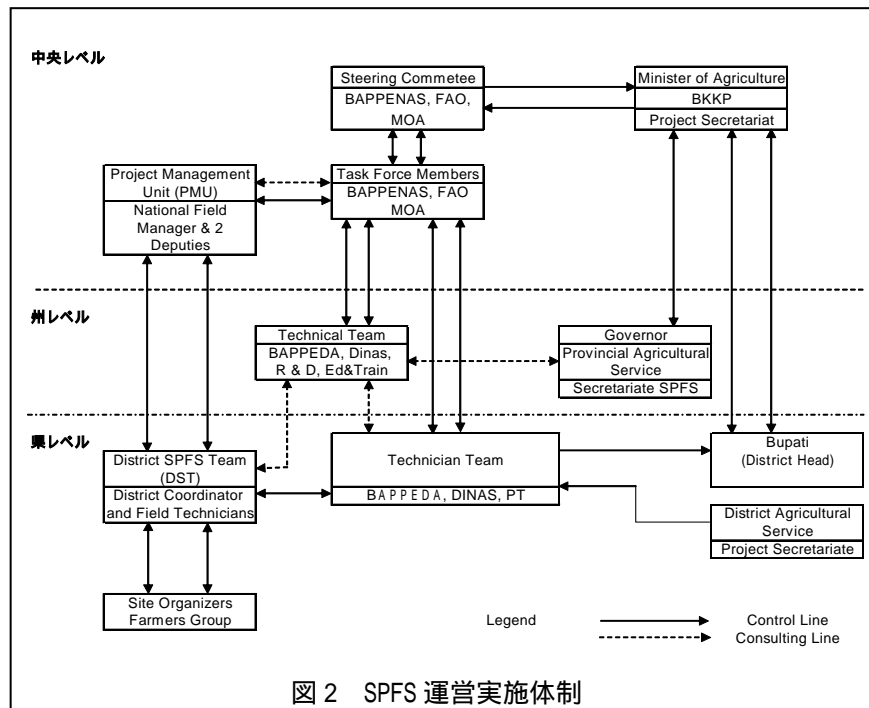 中央レベル
Steering Commetee
BAPPENAS, FAO,
MOA
Minister of Agriculture
BKKP
Project Secretariat
Project Management
Unit (PMU)
National Field
Manager & 2
Deputies
Task Force Members
BAPPENAS, FAO
MOA
州レベル
Technical Team
BAPPEDA, Dinas,
R & D, Ed&Train
Governor
Provincial Agricultural
Service
Secretariate SPFS
県レベル
District SPFS Team
(DST)
District Coordinator
and Field Technicians
Technician Team
BAPPEDA, DINAS, PT
Bupati
(District Head)
District Agricultural
Service
Project Secretariate
Site Organizers
Farmers Group
Legend
Control Line
Consulting Line
図 2 SPFS 運営実施体制